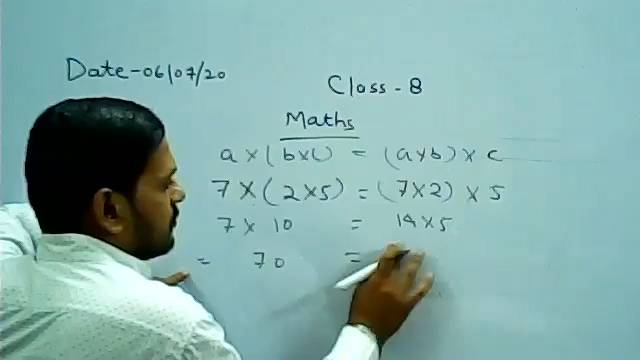 Date-06/07/20
Class-8
Maths
a×(b×c) = (a×b)×c
7×(2×5) = (7×2)×5
7×10 = 14×5
= 70 =